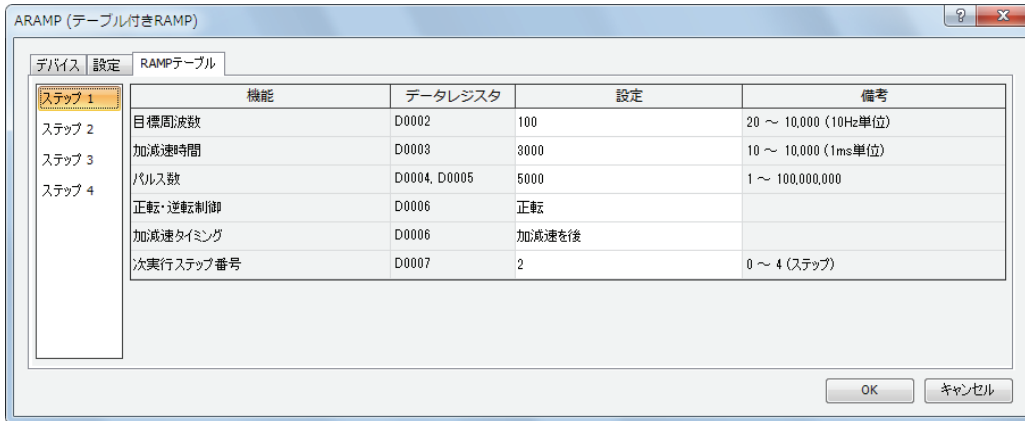 ARAMP (テーブル付きRAMP)
デバイス 設定 RAMPテーブル
ステップ 1
ステップ 2
ステップ 3
ステップ 4
機能 データレジスタ 設定 備考
目標周波数 D0002 100 20 ～ 10,000 (10Hz単位)
加減速時間 D0003 3000 10 ～ 10,000 (1ms単位)
パルス数 D0004, D0005 5000 1 ～ 100,000,000
正転・逆転制御 D0006 正転
加減速タイミング D0006 加減速を後
次実行ステップ番号 D0007 2 0 ～ 4 (ステップ)
OK キャンセル